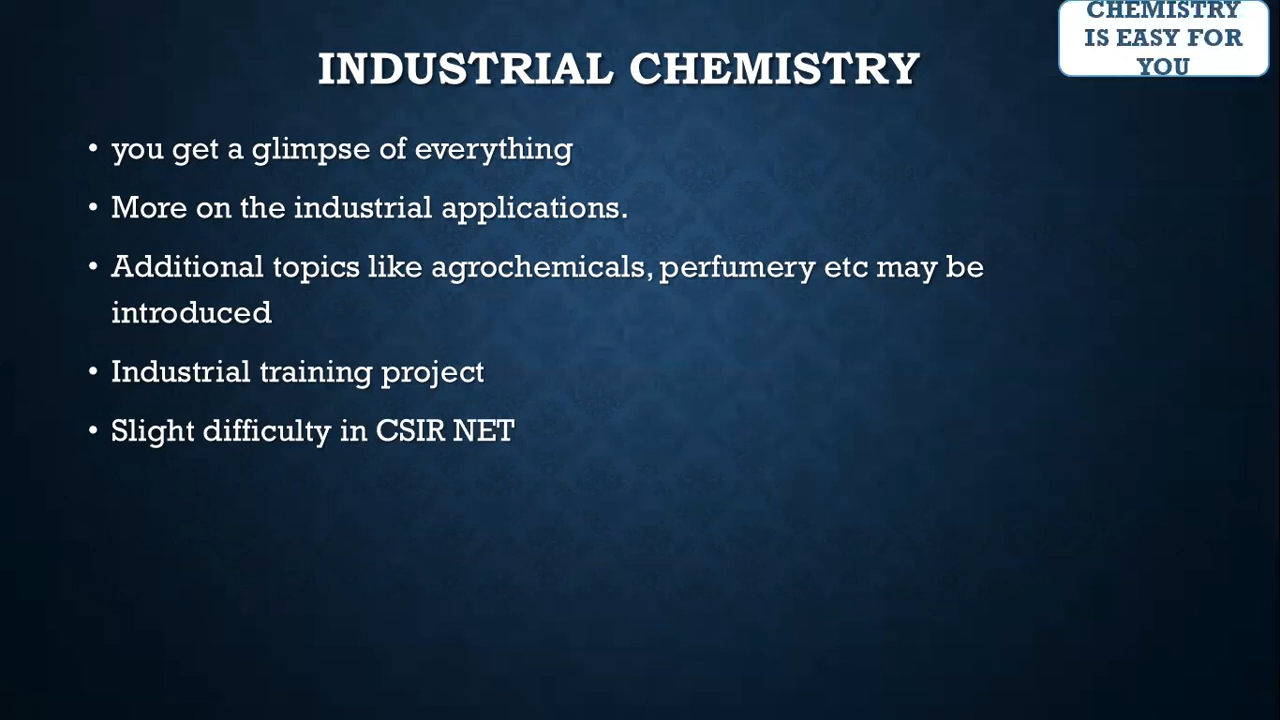 CHEMISTRY
IS EASY FOR
YOU
INDUSTRIAL CHEMISTRY
• you get a glimpse of everything
• More on the industrial applications.
• Additional topics like agrochemicals, perfumery etc may be
introduced
• Industrial training project
• Slight difficulty in CSIR NET